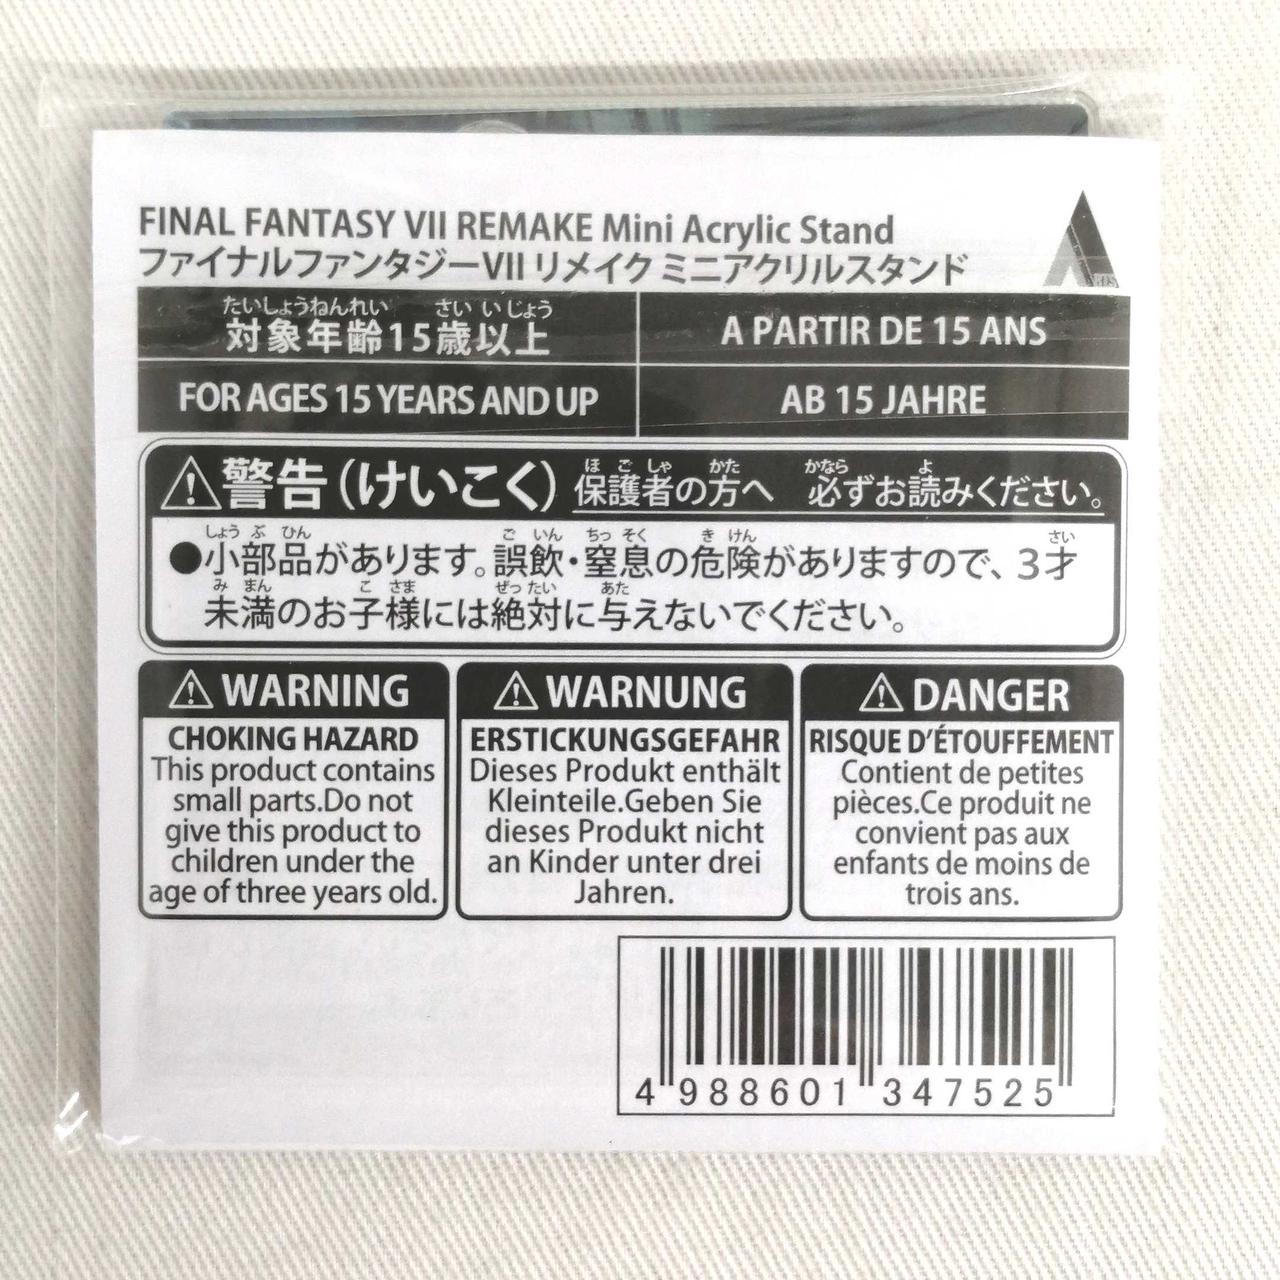 FINAL FANTASY VII REMAKE Mini Acrylic Stand
ファイナルファンタジーVII リメイク ミニアクリルスタンド
たいしょうねんれい さい いじょう
対象年齢15歳以上
A PARTIR DE 15 ANS
FOR AGES 15 YEARS AND UP
AB 15 JAHRE
ほ ご しゃ かた かなら よ
警告(けいこく) 保護者の方へ 必ずお読みください。
しょう ぶ ひん ご いん ちっ そく き けん さい
●小部品があります。誤飲・窒息の危険がありますので、3才
み まん こ さま ぜっ たい あた
未満のお子様には絶対に与えないでください。
WARNING
CHOKING HAZARD
This product contains
small parts.Do not
give this product to
children under the
age of three years old.
WARNUNG
ERSTICKUNGSGEFAHR
Dieses Produkt enthält
Kleinteile.Geben Sie
dieses Produkt nicht
an Kinder unter drei
Jahren.
DANGER
RISQUE D'ÉTOUFFEMENT
Contient de petites
pièces.Ce produit ne
convient pas aux
enfants de moins de
trois ans.
4 988601 347525